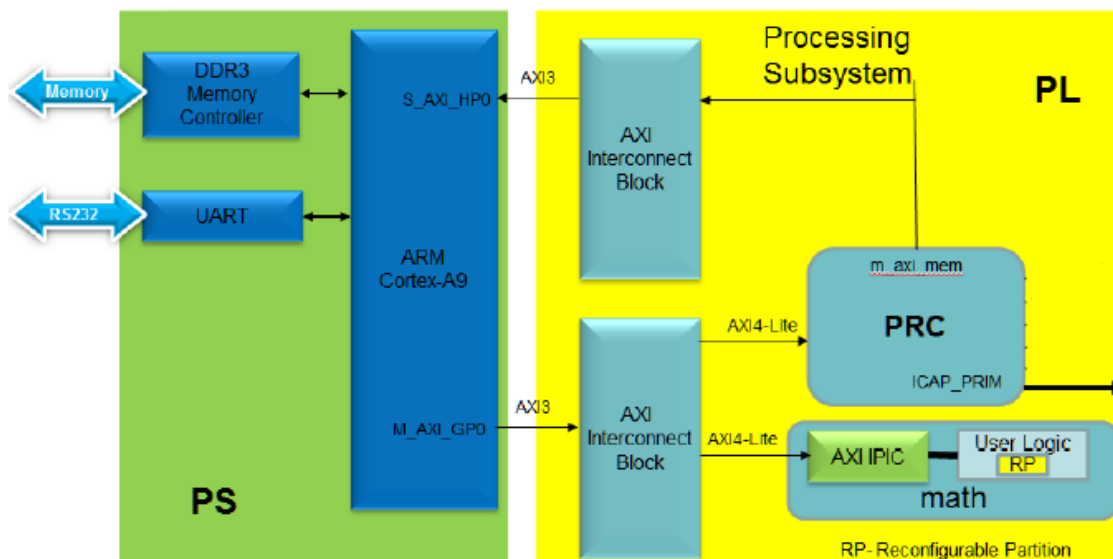 Memory
DDR3
Memory
Controller
RS232
UART
PS
S_AXI_HP0
ARM
Cortex-A9
M_AXI_GP0
AXI3
AXI3
AXI
Interconnect
Block
Processing
Subsystem
PL
m_axi_mem
PRC
ICAP_PRIM
AXI4-Lite
AXI
Interconnect
Block
AXI4-Lite
AXI IPIC
User Logic
RP
math
RP- Reconfigurable Partition